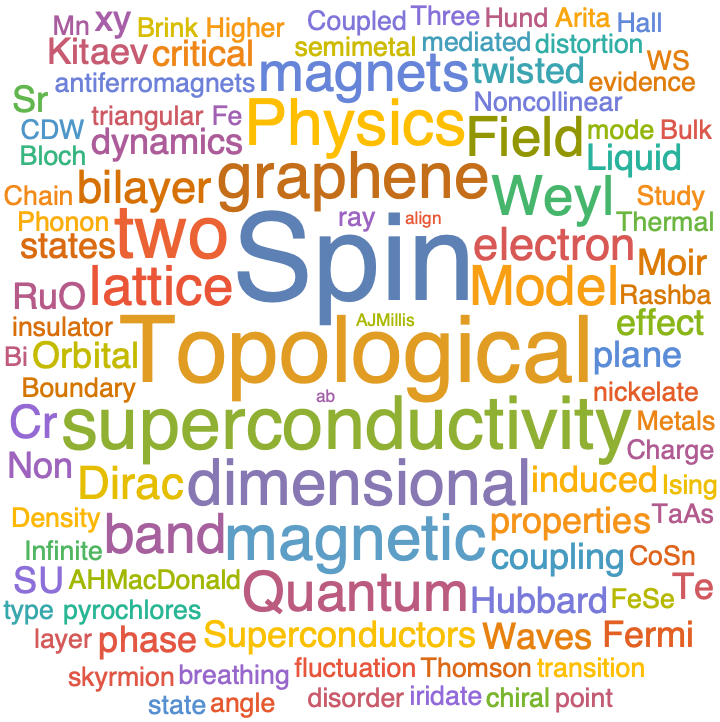 Mn xy Brink Higher Coupled Three Hund Arita Hall
Kitaev critical semimetal mediated distortion
antiferromagnets magnets twisted WS evidence
Sr triangular Fe Physics Noncollinear
CDW dynamics Field mode Bulk
Bloch graphene Liquid
Chain bilayer Weyl Study
Phonon two ray align Thermal
states Spin electron Moir
RuO lattice Model Rashba
insulator Topological AJMillis effect
Bi Orbital plane
Boundary ab nickelate
Cr superconductivity Metals
Non Charge
Dirac dimensional induced Ising
Density band magnetic properties TaAs
Infinite coupling CoSn
SU AHMacDonald Quantum Hubbard FeSe Te
type pyrochlores
layer phase Superconductors Waves Fermi
skyrmion breathing fluctuation Thomson transition
state angle disorder iridate chiral point